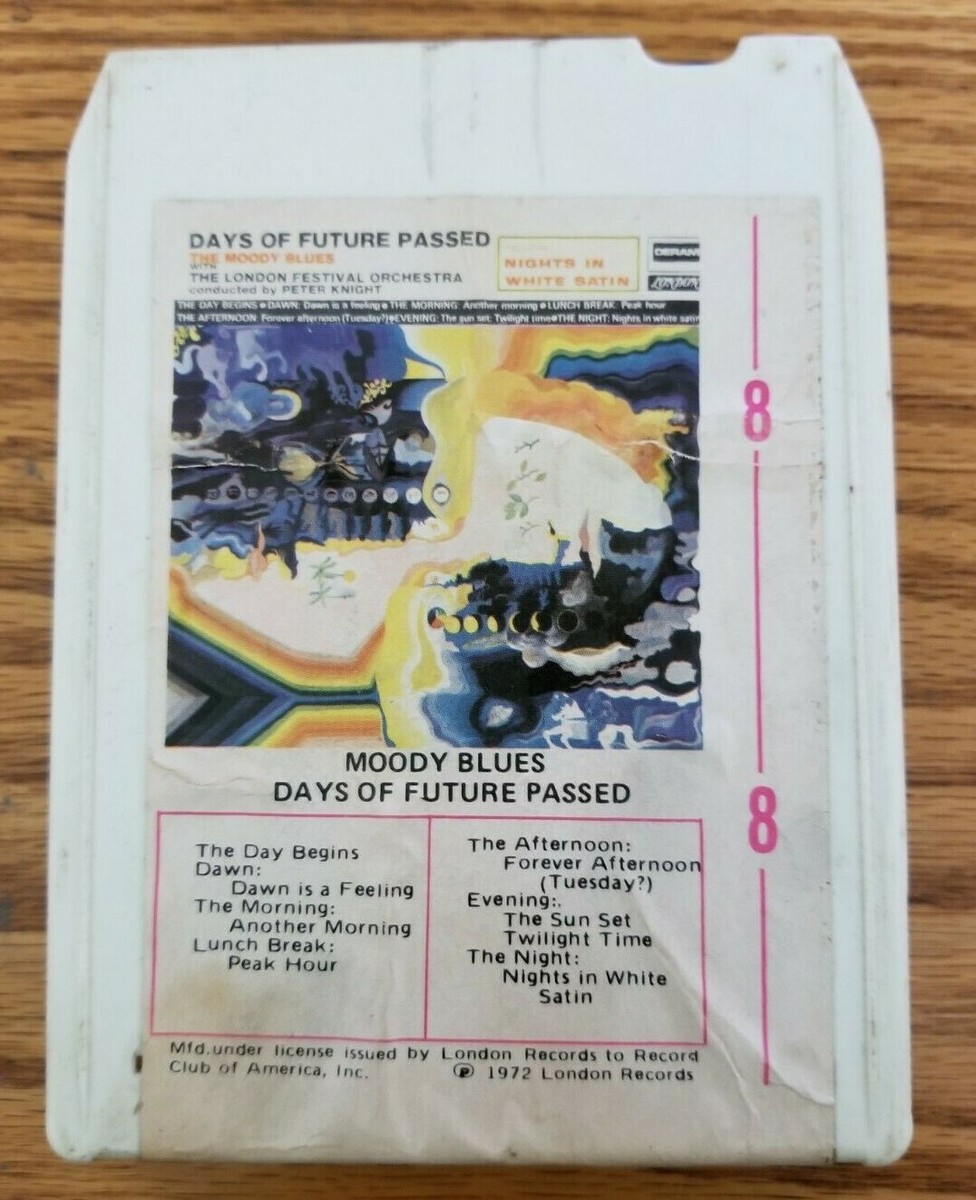 DAYS OF FUTURE PASSED
THE MOODY BLUES
WITH
THE LONDON FESTIVAL ORCHESTRA
conducted by PETER KNIGHT
NIGHTS IN
WHITE SATIN
DERAM
LONDON
THE DAY BEGINS • DAWN: Dawn is a feeling • THE MORNING: Another morning • LUNCH BREAK: Peak hour
THE AFTERNOON: Forever afternoon (Tuesday?) • EVENING: The sun set: Twilight time • THE NIGHT: Nights in white satin
8
MOODY BLUES
DAYS OF FUTURE PASSED
8
The Day Begins
Dawn:
Dawn is a Feeling
The Morning:
Another Morning
Lunch Break:
Peak Hour
The Afternoon:
Forever Afternoon
(Tuesday?)
Evening:.
The Sun Set
Twilight Time
The Night:
Nights in White
Satin
Mfd.under license issued by London Records to Record
Club of America, Inc. ℗ 1972 London Records